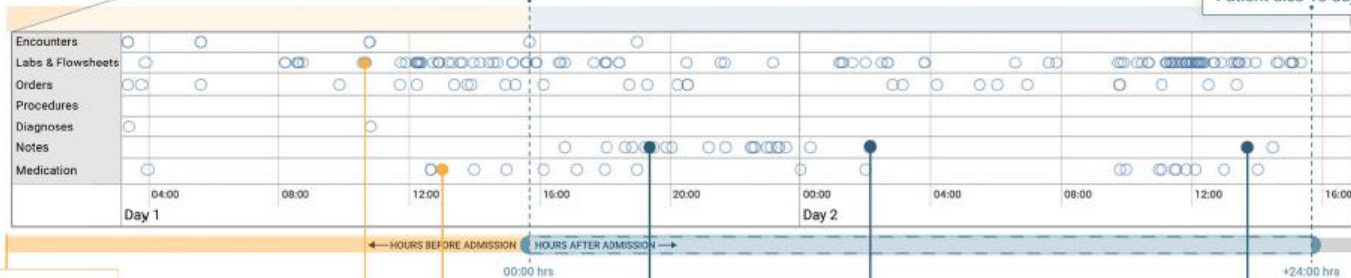 Encounters
Labs & Flowsheets
Orders
Procedures
Diagnoses
Notes
Medication
04:00 08:00 12:00 16:00 20:00 00:00 04:00 08:00 12:00 16:00
Day 1 Day 2
HOURS BEFORE ADMISSION HOURS AFTER ADMISSION
00:00 hrs +24:00 hrs